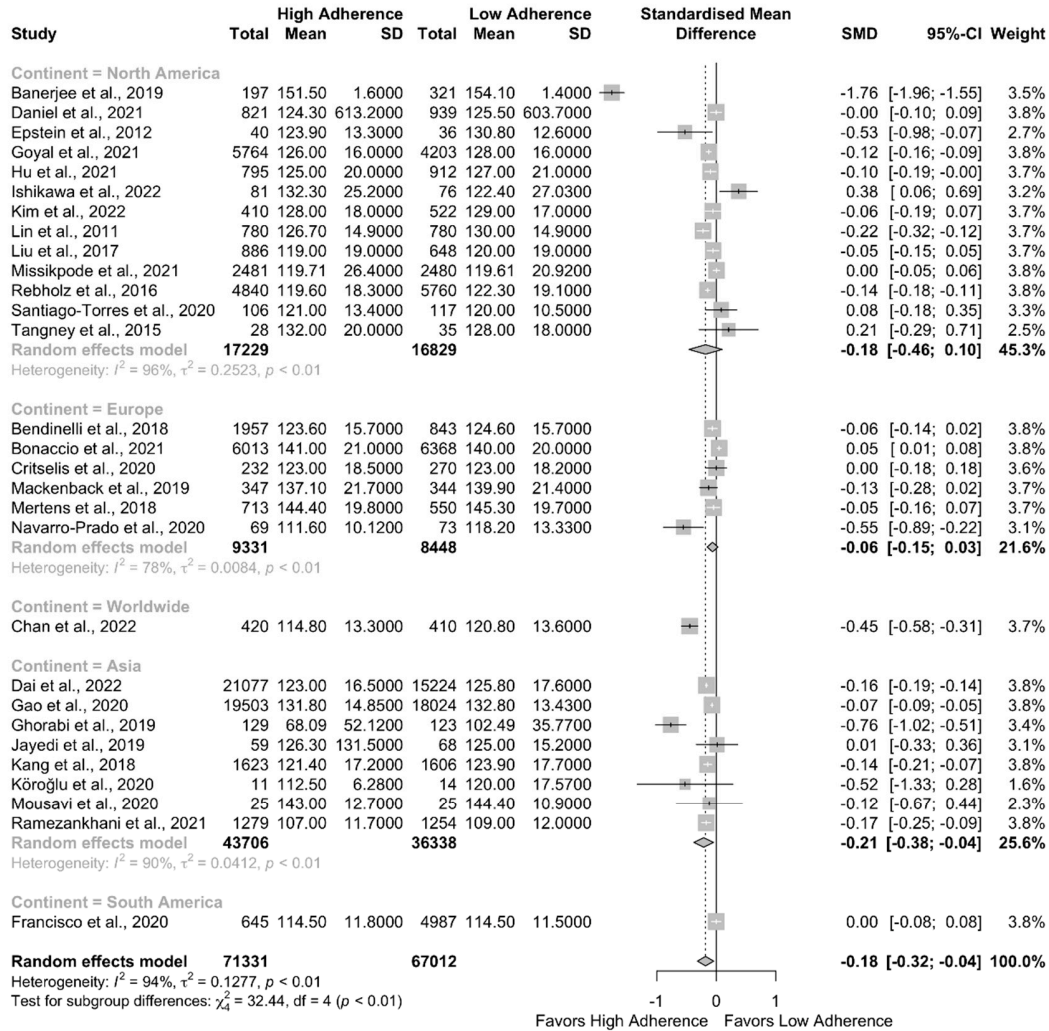 High Adherence Low Adherence Standardised Mean
Study Total Mean SD Total Mean SD Difference SMD 95%-CI Weight
Continent = North America
Banerjee et al., 2019 197 151.50 1.6000 321 154.10 1.4000 -1.76 [-1.96; -1.55] 3.5%
Daniel et al., 2021 821 124.30 613.2000 939 125.50 603.7000 -0.00 [-0.10; 0.09] 3.8%
Epstein et al., 2012 40 123.90 13.3000 36 130.80 12.6000 -0.53 [-0.98; -0.07] 2.7%
Goyal et al., 2021 5764 126.00 16.0000 4203 128.00 16.0000 -0.12 [-0.16; -0.09] 3.8%
Hu et al., 2021 795 125.00 20.0000 912 127.00 21.0000 -0.10 [-0.19; -0.00] 3.8%
Ishikawa et al., 2022 81 132.30 25.2000 76 122.40 27.0300 0.38 [ 0.06; 0.69] 3.2%
Kim et al., 2022 410 128.00 18.0000 522 129.00 17.0000 -0.06 [-0.19; 0.07] 3.7%
Lin et al., 2011 780 126.70 14.9000 780 130.00 14.9000 -0.22 [-0.32; -0.12] 3.8%
Liu et al., 2017 886 119.00 19.0000 648 120.00 19.0000 -0.05 [-0.15; 0.05] 3.8%
Missikpode et al., 2021 2481 119.71 26.4000 2480 119.61 20.9200 0.00 [-0.05; 0.06] 3.8%
Rebholz et al., 2016 4840 119.60 18.3000 5760 122.30 19.1000 -0.14 [-0.18; -0.11] 3.8%
Santiago-Torres et al., 2020 106 121.00 13.4000 117 120.00 10.5000 0.08 [-0.18; 0.35] 3.3%
Tangney et al., 2015 28 132.00 20.0000 35 128.00 18.0000 0.21 [-0.29; 0.71] 2.5%
Random effects model 17229 16829 -0.18 [-0.46; 0.10] 45.3%
Heterogeneity: I² = 96%, τ² = 0.2523, p < 0.01
Continent = Europe
Bendinelli et al., 2018 1957 123.60 15.7000 843 124.60 15.7000 -0.06 [-0.14; 0.02] 3.8%
Bonaccio et al., 2021 6013 141.00 21.0000 6368 140.00 20.0000 0.05 [ 0.01; 0.08] 3.8%
Critselis et al., 2020 232 123.00 18.5000 270 123.00 18.2000 0.00 [-0.18; 0.18] 3.6%
Mackenback et al., 2019 347 137.10 21.7000 344 139.90 21.4000 -0.13 [-0.28; 0.02] 3.7%
Mertens et al., 2018 713 144.40 19.8000 550 145.30 19.7000 -0.05 [-0.16; 0.07] 3.7%
Navarro-Prado et al., 2020 69 111.60 10.1200 73 118.20 13.3300 -0.55 [-0.89; -0.22] 3.1%
Random effects model 9331 8448 -0.06 [-0.15; 0.03] 21.6%
Heterogeneity: I² = 78%, τ² = 0.0084, p < 0.01
Continent = Worldwide
Chan et al., 2022 420 114.80 13.3000 410 120.80 13.6000 -0.45 [-0.58; -0.31] 3.7%
Continent = Asia
Dai et al., 2022 21077 123.00 16.5000 15224 125.80 17.6000 -0.16 [-0.19; -0.14] 3.8%
Gao et al., 2020 19503 131.80 14.8500 18024 132.80 13.4300 -0.07 [-0.09; -0.05] 3.8%
Ghorabi et al., 2019 129 68.09 52.1200 123 102.49 35.7700 -0.76 [-1.02; -0.51] 3.4%
Jayedi et al., 2019 59 126.30 131.5000 68 125.00 15.2000 0.01 [-0.33; 0.36] 3.1%
Kang et al., 2018 1623 121.40 17.2000 1606 123.90 17.7000 -0.14 [-0.21; -0.07] 3.8%
Köroğlu et al., 2020 11 112.50 6.2800 14 120.00 17.5700 -0.52 [-1.33; 0.28] 1.6%
Mousavi et al., 2020 25 143.00 12.7000 25 144.40 10.9000 -0.12 [-0.67; 0.44] 2.3%
Ramezankhani et al., 2021 1279 107.00 11.7000 1254 109.00 12.0000 -0.17 [-0.25; -0.09] 3.8%
Random effects model 43706 36338 -0.21 [-0.38; -0.04] 25.6%
Heterogeneity: I² = 90%, τ² = 0.0412, p < 0.01
Continent = South America
Francisco et al., 2020 645 114.50 11.8000 4987 114.50 11.5000 0.00 [-0.08; 0.08] 3.8%
Random effects model 71331 67012 -0.18 [-0.32; -0.04] 100.0%
Heterogeneity: I² = 94%, τ² = 0.1277, p < 0.01
Test for subgroup differences: χ²₄ = 32.44, df = 4 (p < 0.01)
-1 0 1
Favors High Adherence Favors Low Adherence